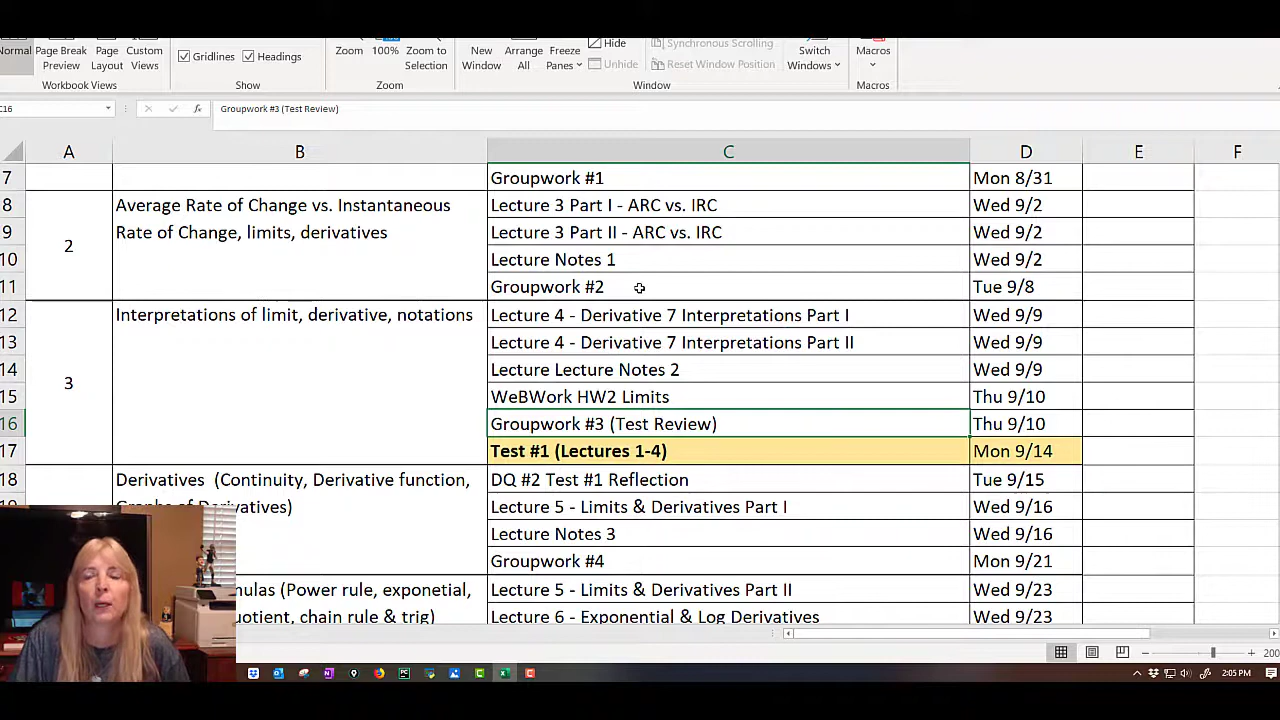 Normal
Page Break Preview
Page Layout
Custom Views
Gridlines
Headings
Workbook Views
Show
Zoom
100%
Zoom to Selection
Zoom
New Window
Arrange All
Freeze Panes
Hide
Unhide
Synchronous Scrolling
Reset Window Position
Switch Windows
Window
Macros
Macros
C16
Groupwork #3 (Test Review)
A B C D E F
7 Groupwork #1 Mon 8/31
8 Average Rate of Change vs. Instantaneous Lecture 3 Part I - ARC vs. IRC Wed 9/2
9 Rate of Change, limits, derivatives Lecture 3 Part II - ARC vs. IRC Wed 9/2
2
10 Lecture Notes 1 Wed 9/2
11 Groupwork #2 Tue 9/8
12 Interpretations of limit, derivative, notations Lecture 4 - Derivative 7 Interpretations Part I Wed 9/9
13 Lecture 4 - Derivative 7 Interpretations Part II Wed 9/9
14 Lecture Lecture Notes 2 Wed 9/9
3
15 WeBWork HW2 Limits Thu 9/10
16 Groupwork #3 (Test Review) Thu 9/10
17 Test #1 (Lectures 1-4) Mon 9/14
18 Derivatives (Continuity, Derivative function, DQ #2 Test #1 Reflection Tue 9/15
Lecture 5 - Limits & Derivatives Part I Wed 9/16
Lecture Notes 3 Wed 9/16
Groupwork #4 Mon 9/21
(Power rule, exponetial, Lecture 5 - Limits & Derivatives Part II Wed 9/23
chain rule & trig) Lecture 6 - Exponential & Log Derivatives Wed 9/23
200
2:05 PM